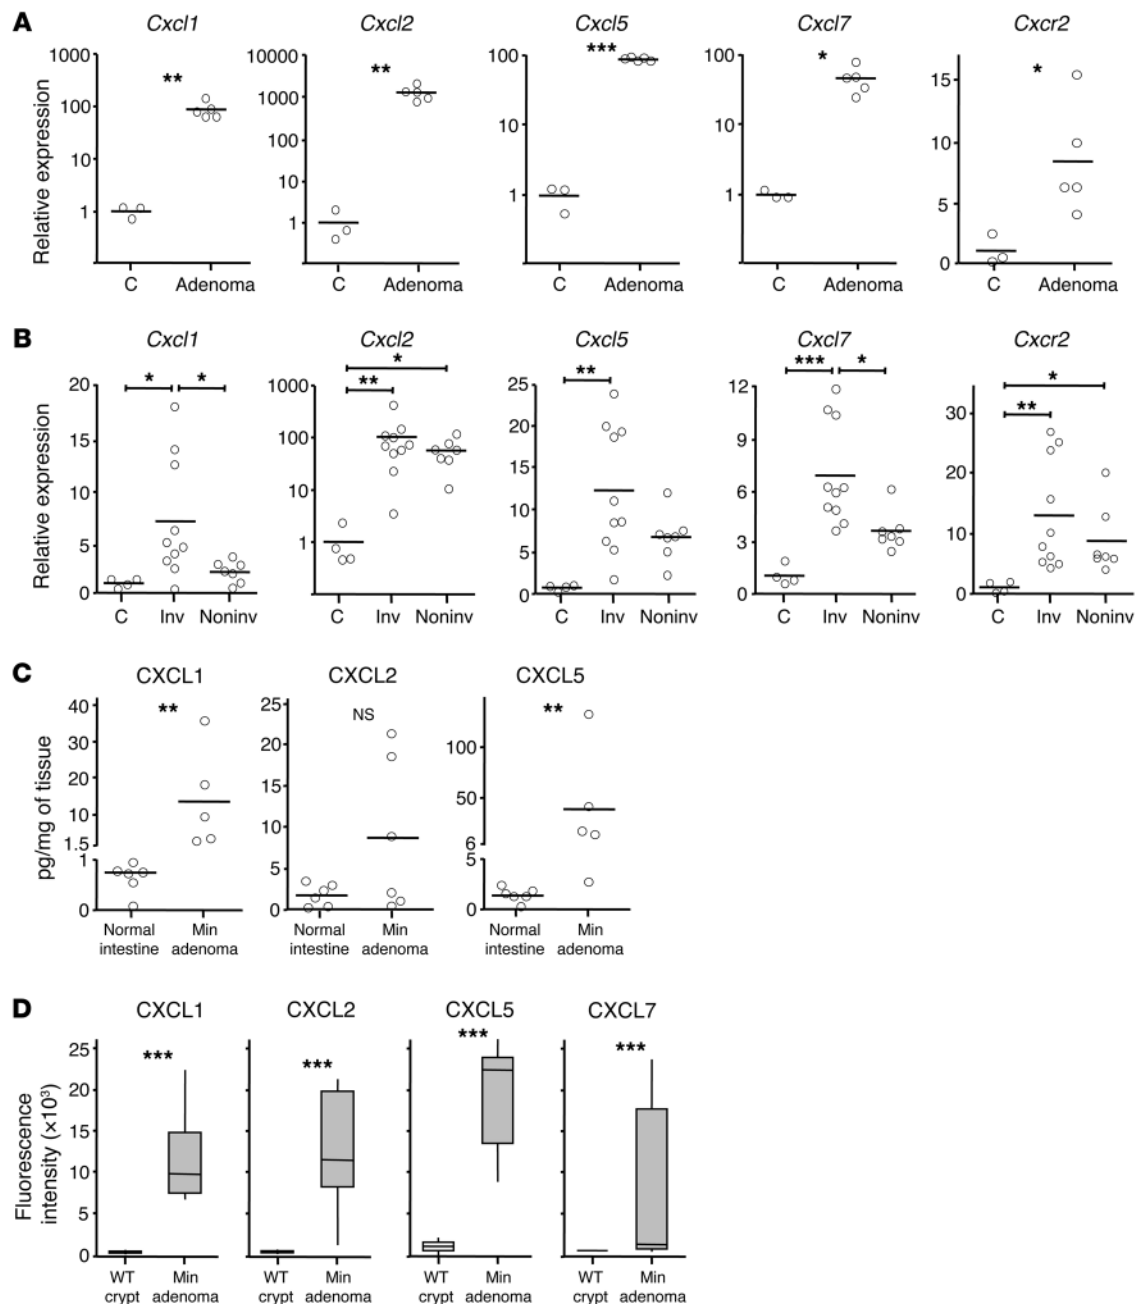 A
Cxcl1 Cxcl2 Cxcl5 Cxcl7 Cxcr2
Relative expression
1000 100 10 1
**
C Adenoma
10000 1000 100 10 1
**
C Adenoma
100 10 1
***
C Adenoma
100 10 1
*
C Adenoma
15 10 5 0
*
C Adenoma
B
Cxcl1 Cxcl2 Cxcl5 Cxcl7 Cxcr2
Relative expression
20 15 10 5 0
* *
C Inv Noninv
1000 100 10 1
*
**
C Inv Noninv
25 20 15 10 5 0
**
C Inv Noninv
12 9 6 3 0
*** *
C Inv Noninv
30 20 10 0
*
**
C Inv Noninv
C
CXCL1 CXCL2 CXCL5
pg/mg of tissue
40 30 20 10 1.5 1 0
**
Normal Min
intestine adenoma
25 20 15 10 5 0
NS
Normal Min
intestine adenoma
100 50 6 5 0
**
Normal Min
intestine adenoma
D
CXCL1 CXCL2 CXCL5 CXCL7
Fluorescence
intensity (×10³)
25 20 15 10 5 0
***
WT Min
crypt adenoma
***
WT Min
crypt adenoma
***
WT Min
crypt adenoma
***
WT Min
crypt adenoma